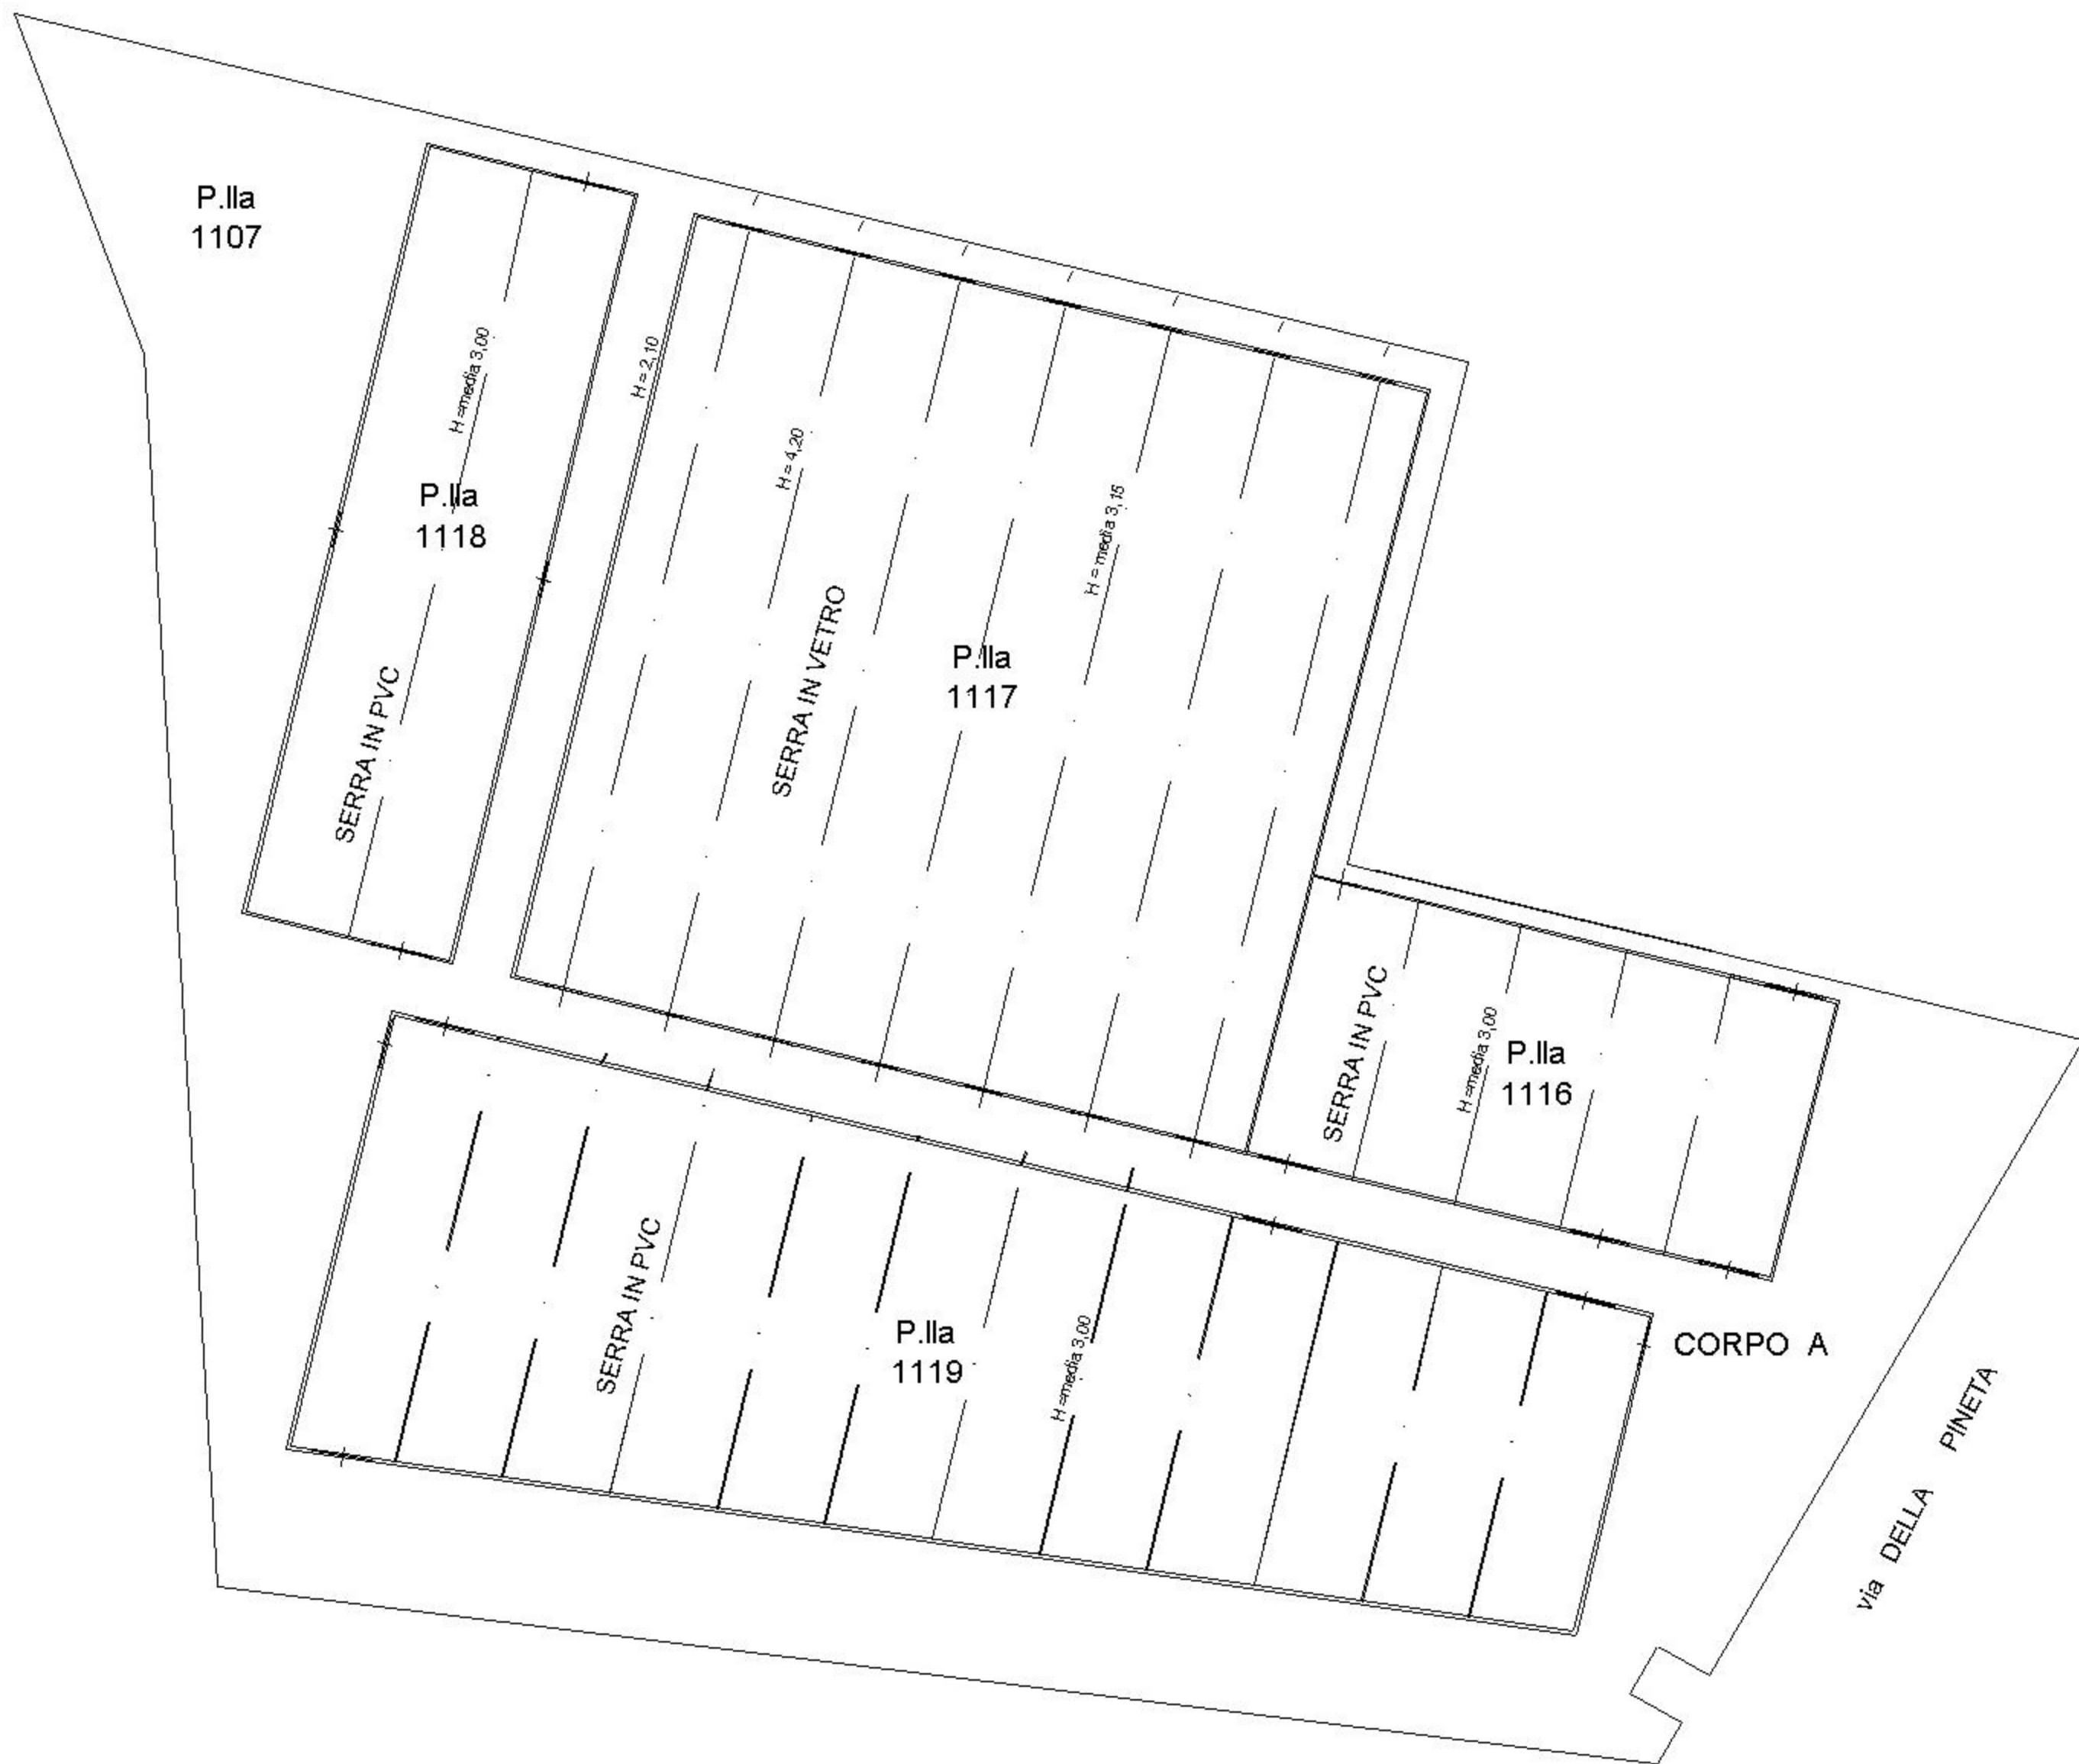 P.lla
1107
H =media 3,00
P.lla
1118
SERRA IN PVC
H = 2,10
H = 4,20
H = media 3,15
SERRA IN VETRO
P.lla
1117
SERRA IN PVC
H =media 3,00
P.lla
1116
SERRA IN PVC
P.lla
1119
H =media 3,00
CORPO A
via DELLA PINETA